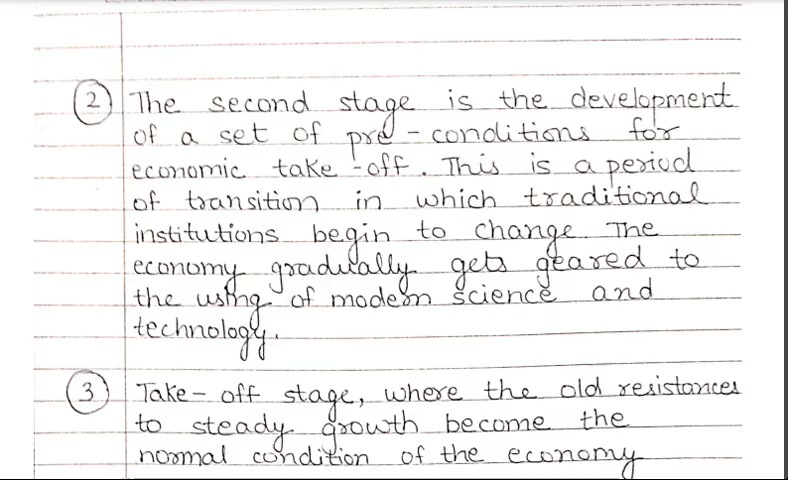 2 The second stage is the development
of a set of pre-conditions for
economic take-off. This is a period
of transition in which traditional
institutions begin to change. The
economy gradually gets geared to
the using of modern science and
technology.
3 Take-off stage, where the old resistances
to steady growth become the
normal condition of the economy